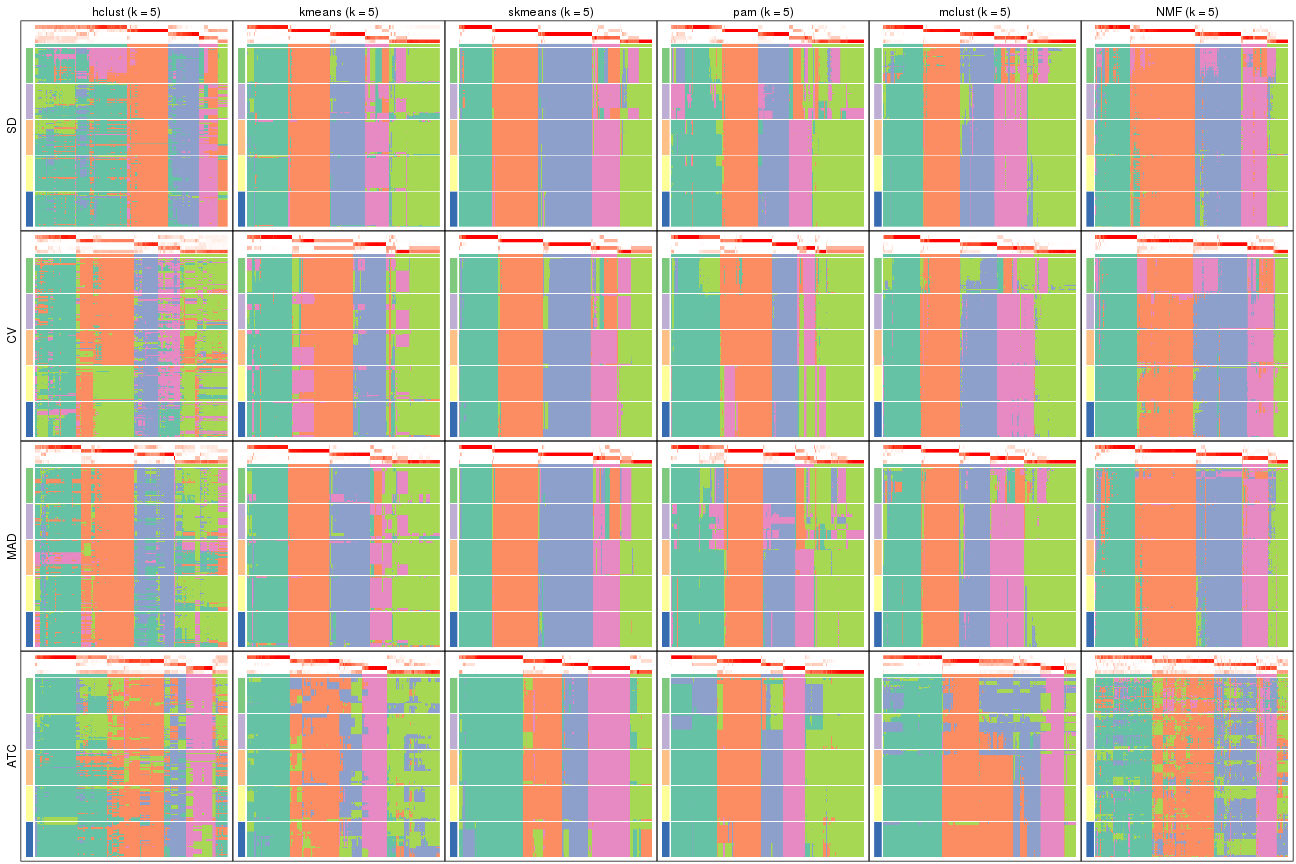 hclust (k = 5) kmeans (k = 5) skmeans (k = 5) pam (k = 5) mclust (k = 5) NMF (k = 5)
SD
CV
MAD
ATC